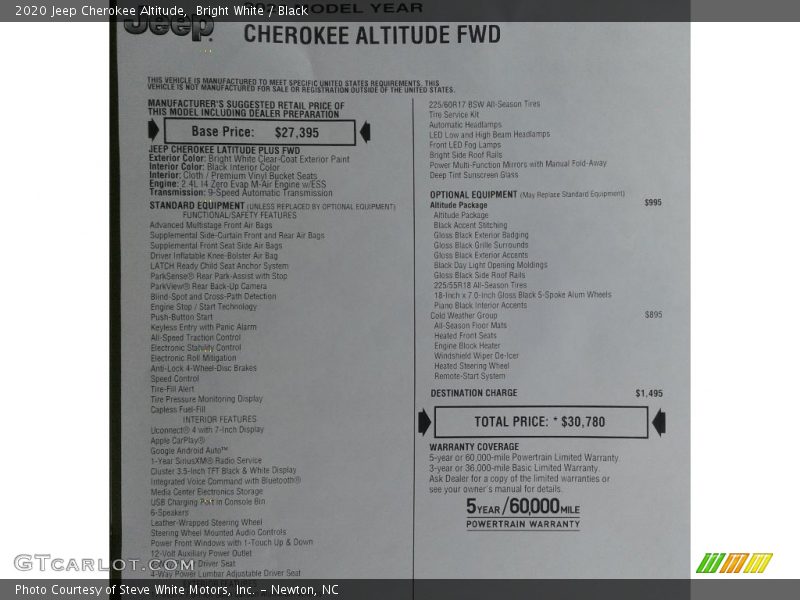 2020 Jeep Cherokee Altitude, Bright White / Black
Jeep
MODEL YEAR
CHEROKEE ALTITUDE FWD
THIS VEHICLE IS MANUFACTURED TO MEET SPECIFIC UNITED STATES REQUIREMENTS. THIS
VEHICLE IS NOT MANUFACTURED FOR SALE OR REGISTRATION OUTSIDE OF THE UNITED STATES.
MANUFACTURER'S SUGGESTED RETAIL PRICE OF
THIS MODEL INCLUDING DEALER PREPARATION
Base Price: $27,395
JEEP CHEROKEE LATITUDE PLUS FWD
Exterior Color: Bright White Clear-Coat Exterior Paint
Interior Color: Black Interior Color
Interior: Cloth / Premium Vinyl Bucket Seats
Engine: 2.4L I4 Zero Evap M-Air Engine w/ESS
Transmission: 9-Speed Automatic Transmission
STANDARD EQUIPMENT (UNLESS REPLACED BY OPTIONAL EQUIPMENT)
FUNCTIONAL/SAFETY FEATURES
Advanced Multistage Front Air Bags
Supplemental Side-Curtain Front and Rear Air Bags
Supplemental Front Seat Side Air Bags
Driver Inflatable Knee-Bolster Air Bag
LATCH Ready Child Seat Anchor System
ParkSense® Rear Park-Assist with Stop
ParkView® Rear Back-Up Camera
Blind-Spot and Cross-Path Detection
Engine Stop / Start Technology
Push-Button Start
Keyless Entry with Panic Alarm
All-Speed Traction Control
Electronic Stability Control
Electronic Roll Mitigation
Anti-Lock 4-Wheel-Disc Brakes
Speed Control
Tire-Fill Alert
Tire Pressure Monitoring Display
Capless Fuel-Fill
INTERIOR FEATURES
Uconnect® 4 with 7-Inch Display
Apple CarPlay®
Google Android Auto™
1-Year SiriusXM® Radio Service
Cluster 3.5-Inch TFT Black & White Display
Integrated Voice Command with Bluetooth®
Media Center Electronics Storage
USB Charging Port in Console Bin
6-Speakers
Leather-Wrapped Steering Wheel
Steering Wheel Mounted Audio Controls
Power Front Windows with 1-Touch Up & Down
12-Volt Auxiliary Power Outlet
Driver Seat
4-Way Power Lumbar Adjustable Driver Seat
225/60R17 BSW All-Season Tires
Tire Service Kit
Automatic Headlamps
LED Low and High Beam Headlamps
Front LED Fog Lamps
Bright Side Roof Rails
Power Multi-Function Mirrors with Manual Fold-Away
Deep Tint Sunscreen Glass
OPTIONAL EQUIPMENT (May Replace Standard Equipment)
Altitude Package $995
Altitude Package
Black Accent Stitching
Gloss Black Exterior Badging
Gloss Black Grille Surrounds
Gloss Black Exterior Accents
Black Day Light Opening Moldings
Gloss Black Side Roof Rails
225/55R18 All-Season Tires
18-Inch x 7.0-Inch Gloss Black 5-Spoke Alum Wheels
Piano Black Interior Accents
Cold Weather Group $895
All-Season Floor Mats
Heated Front Seats
Engine Block Heater
Windshield Wiper De-Icer
Heated Steering Wheel
Remote-Start System
DESTINATION CHARGE $1,495
TOTAL PRICE: * $30,780
WARRANTY COVERAGE
5-year or 60,000-mile Powertrain Limited Warranty.
3-year or 36,000-mile Basic Limited Warranty.
Ask Dealer for a copy of the limited warranties or
see your owner's manual for details.
5 YEAR / 60,000 MILE
POWERTRAIN WARRANTY
GTcarlot.com
Photo Courtesy of Steve White Motors, Inc. – Newton, NC